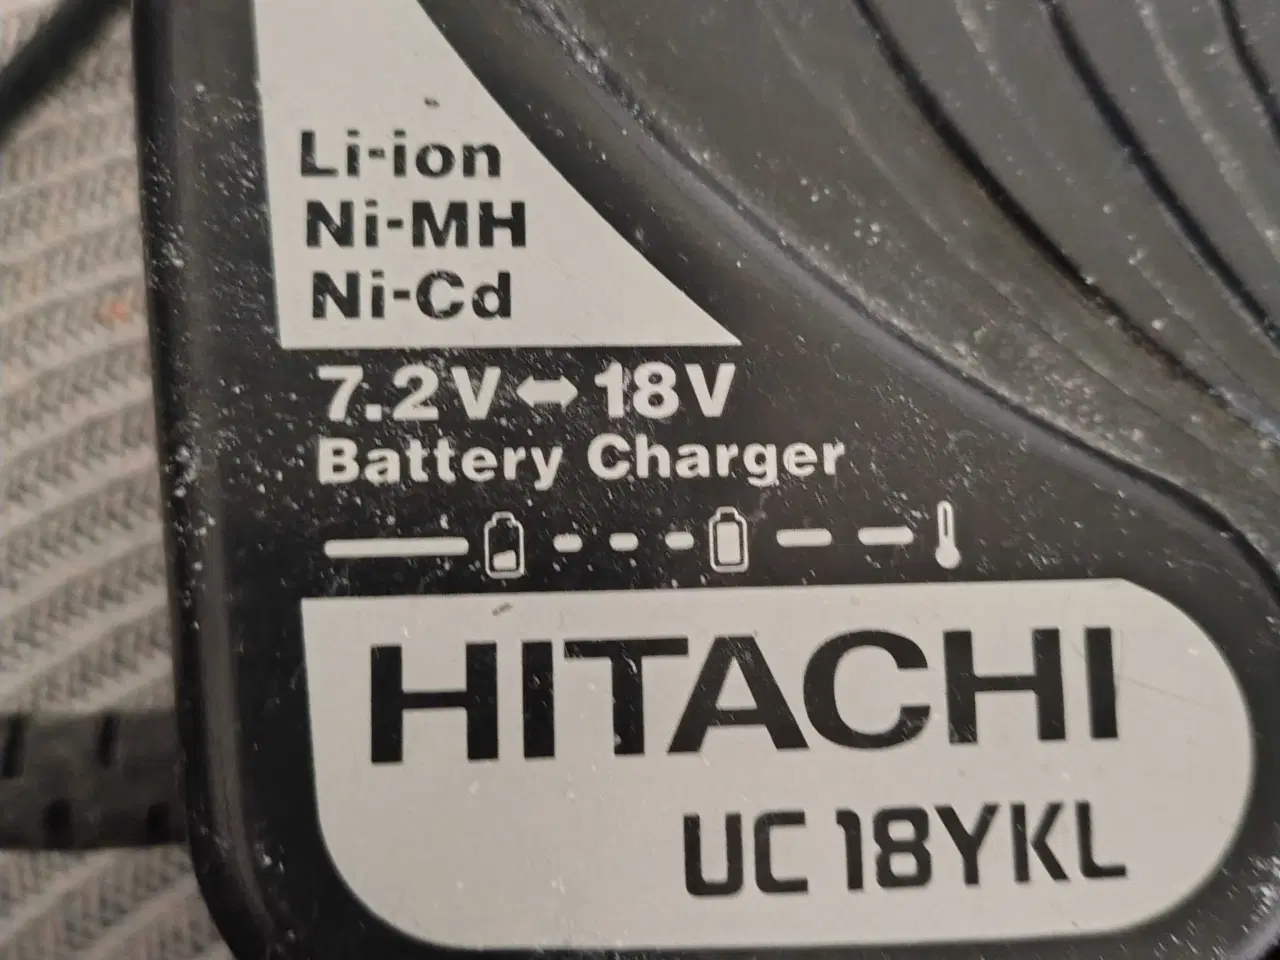 Li-ion
Ni-MH
Ni-Cd
7.2V⬌18V
Battery Charger
HITACHI
UC 18YKL